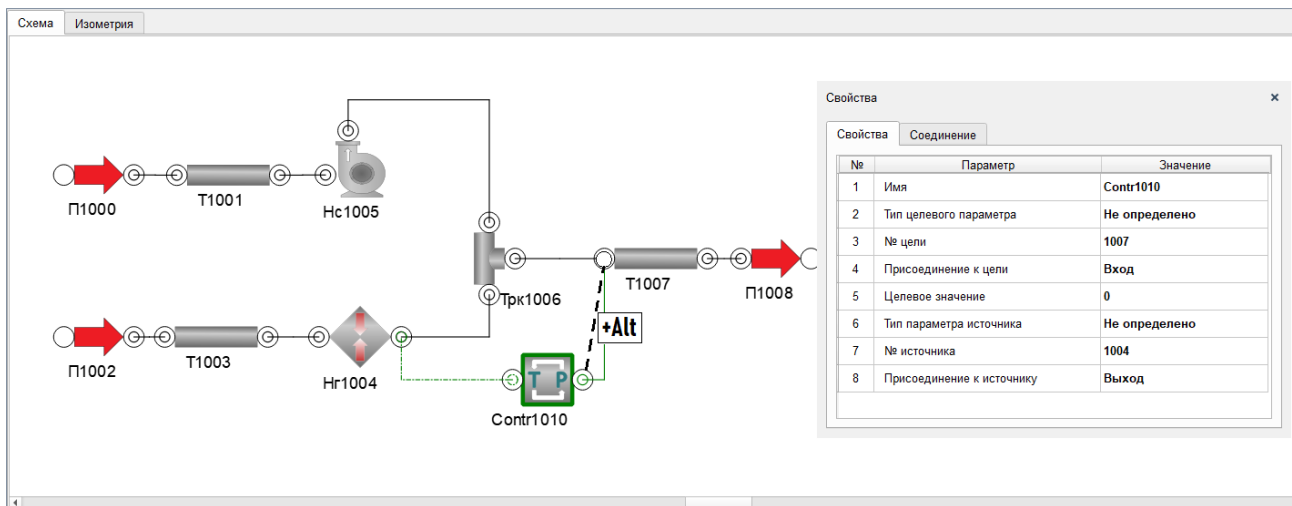 Схема Изометрия
Свойства ×
Свойства Соединение
№ Параметр Значение
1 Имя Contr1010
2 Тип целевого параметра Не определено
3 № цели 1007
4 Присоединение к цели Вход
5 Целевое значение 0
6 Тип параметра источника Не определено
7 № источника 1004
8 Присоединение к источнику Выход
П1000
Т1001
Нс1005
Трк1006
Т1007
П1008
+Alt
П1002
Т1003
Нг1004
T P
Contr1010